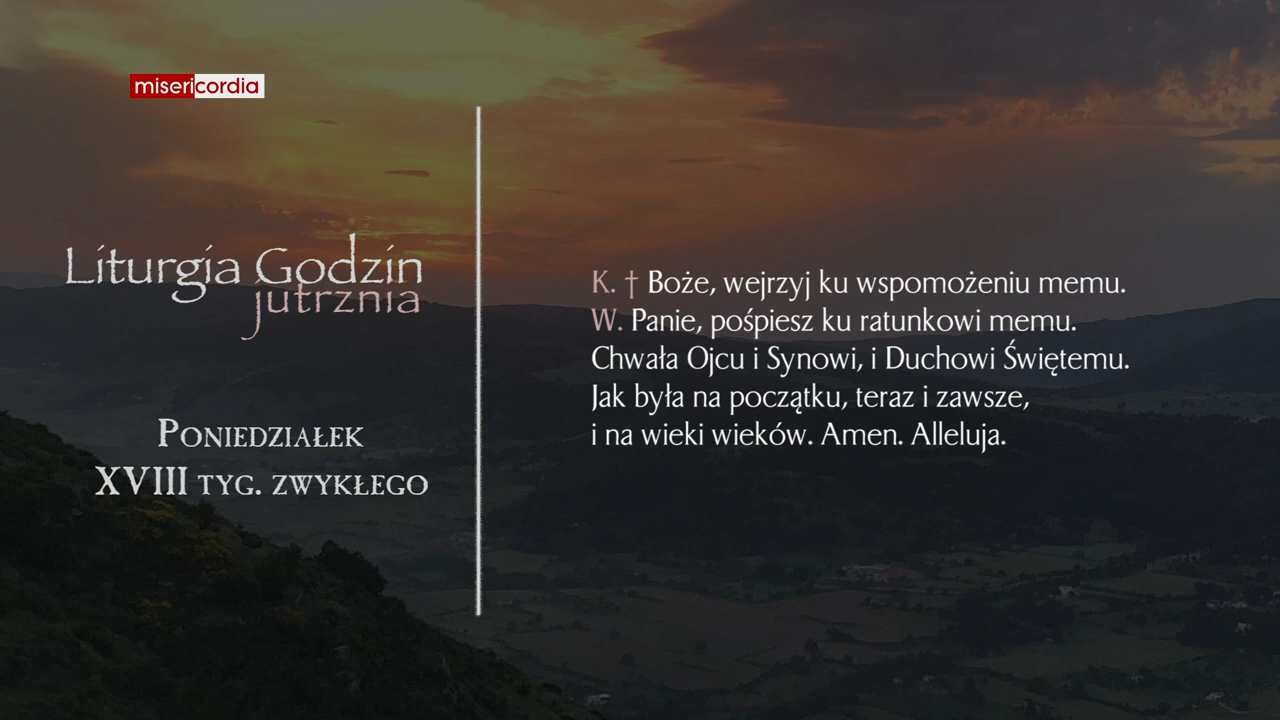 misericordia
Liturgia Godzin
jutrznia
Poniedziałek
XVIII tyg. zwykłego
K. † Boże, wejrzyj ku wspomożeniu memu.
W. Panie, pośpiesz ku ratunkowi memu.
Chwała Ojcu i Synowi, i Duchowi Świętemu.
Jak była na początku, teraz i zawsze,
i na wieki wieków. Amen. Alleluja.